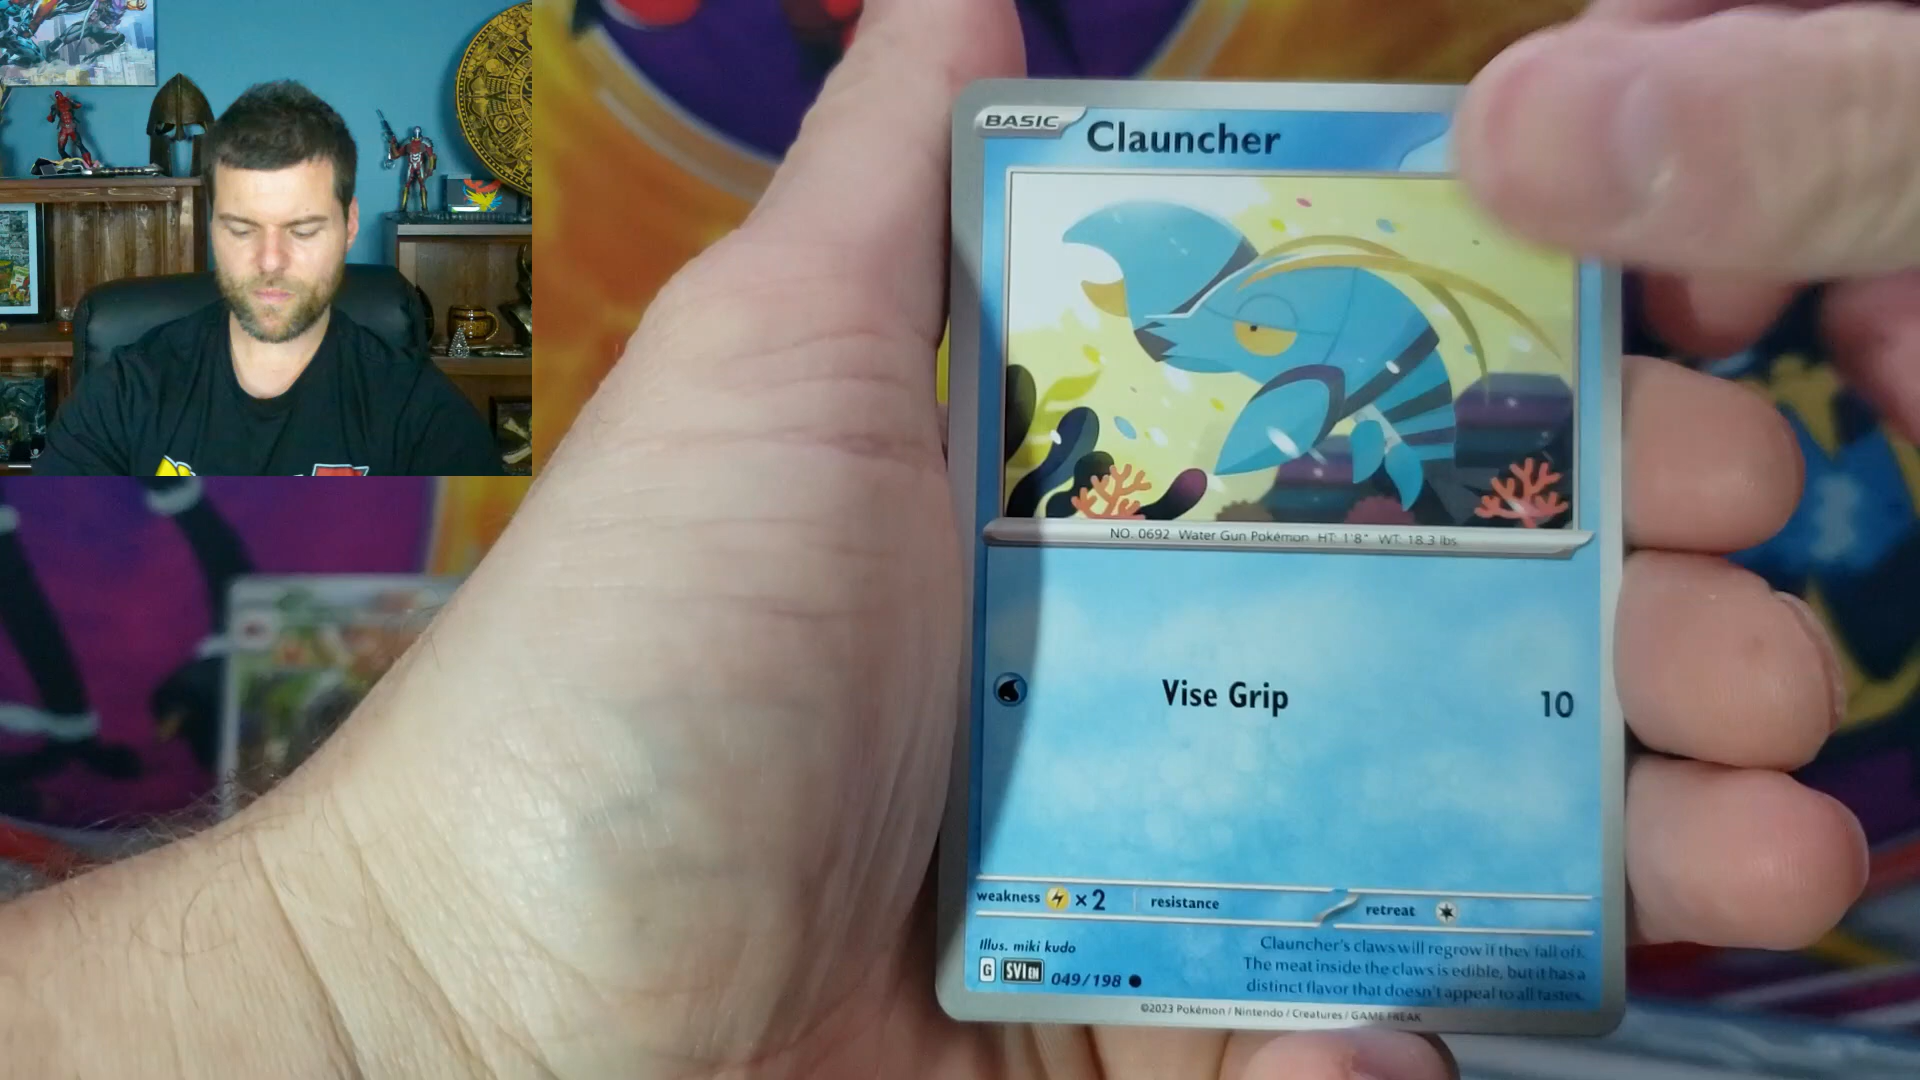 BASIC
Clauncher
NO. 0692 Water Gun Pokémon HT: 1'8" WT: 18.3 lbs.
Vise Grip 10
weakness ×2 resistance retreat
Illus. miki kudo
Clauncher's claws will regrow if they fall off.
The meat inside the claws is edible, but it has a
distinct flavor that doesn't appeal to all tastes.
G SVI EN 049/198
©2023 Pokémon / Nintendo / Creatures / GAME FREAK